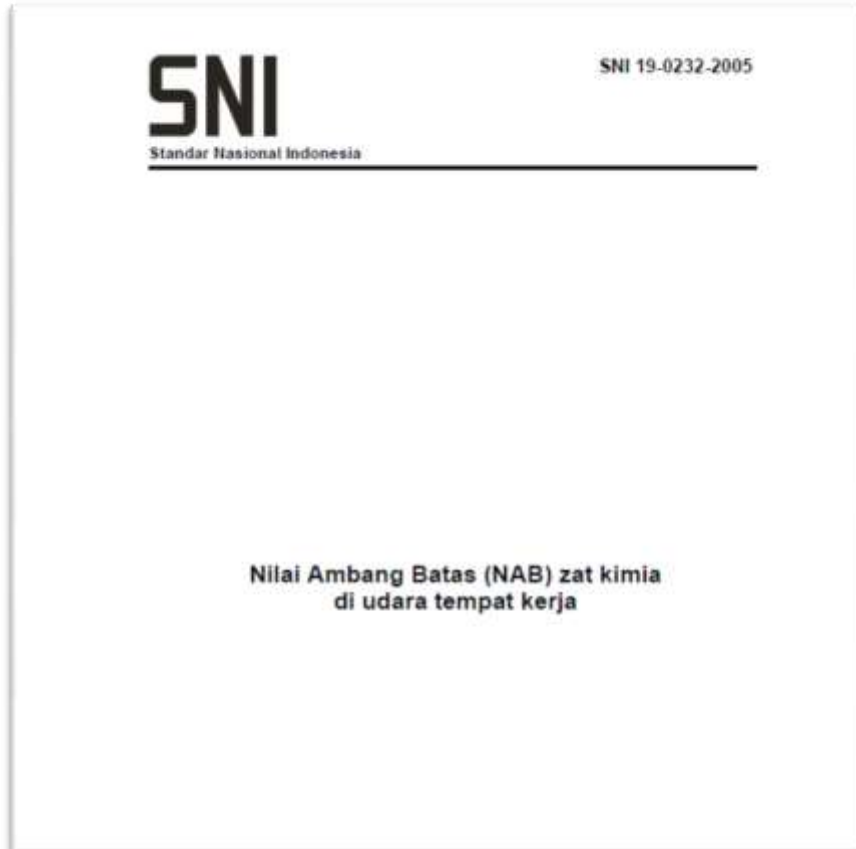 SNI
SNI 19-0232-2005
Standar Nasional Indonesia
Nilai Ambang Batas (NAB) zat kimia
di udara tempat kerja